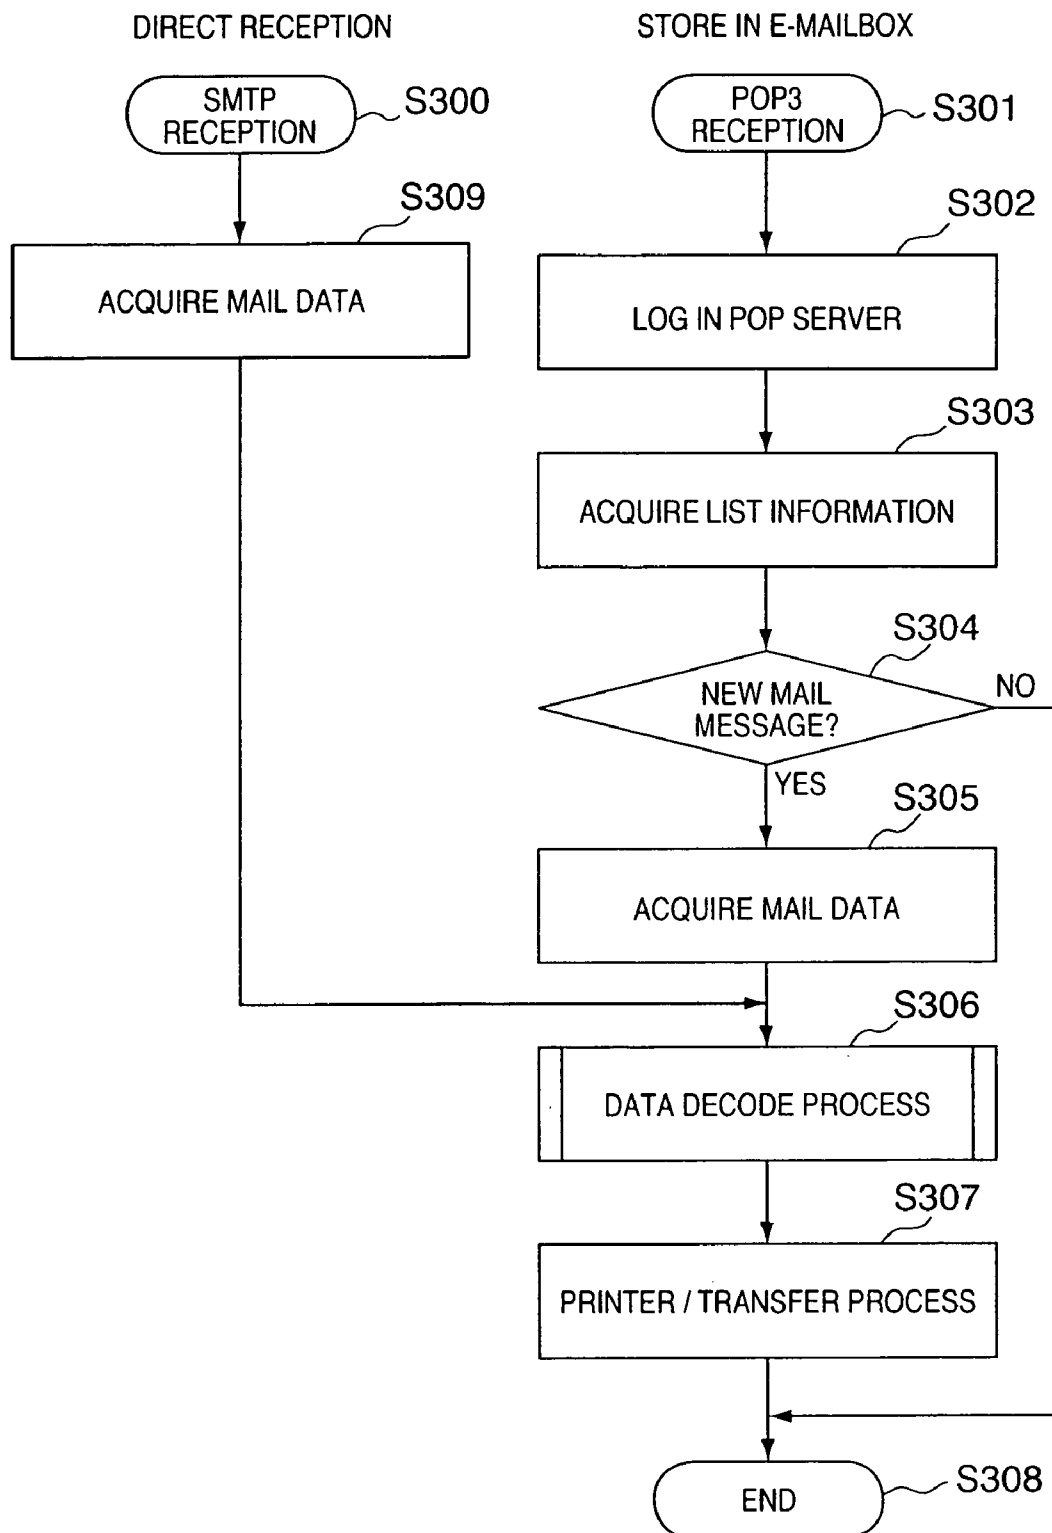 DIRECT RECEPTION
STORE IN E-MAILBOX
SMTP
RECEPTION
S300
POP3
RECEPTION
S301
S309
ACQUIRE MAIL DATA
S302
LOG IN POP SERVER
S303
ACQUIRE LIST INFORMATION
S304
NEW MAIL
MESSAGE?
NO
YES
S305
ACQUIRE MAIL DATA
S306
DATA DECODE PROCESS
S307
PRINTER / TRANSFER PROCESS
S308
END